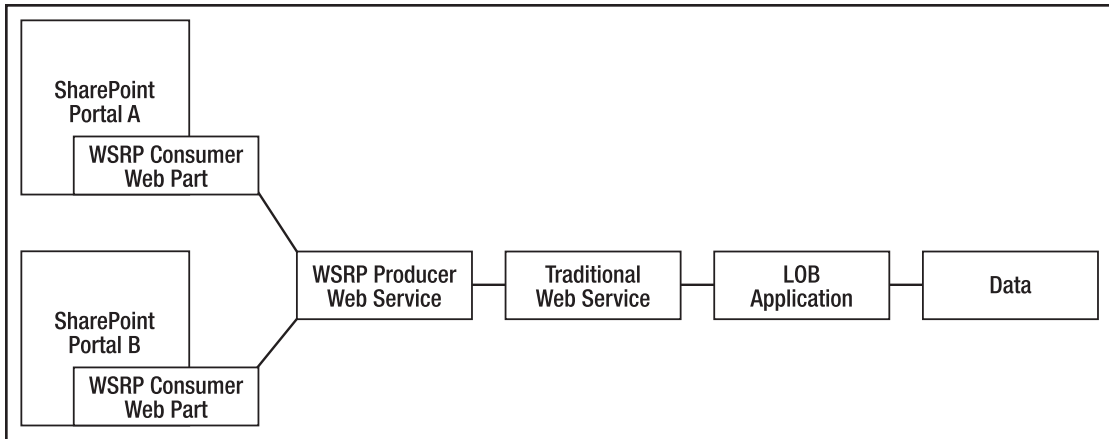 SharePoint
Portal A
WSRP Consumer
Web Part
SharePoint
Portal B
WSRP Consumer
Web Part
WSRP Producer
Web Service
Traditional
Web Service
LOB
Application
Data